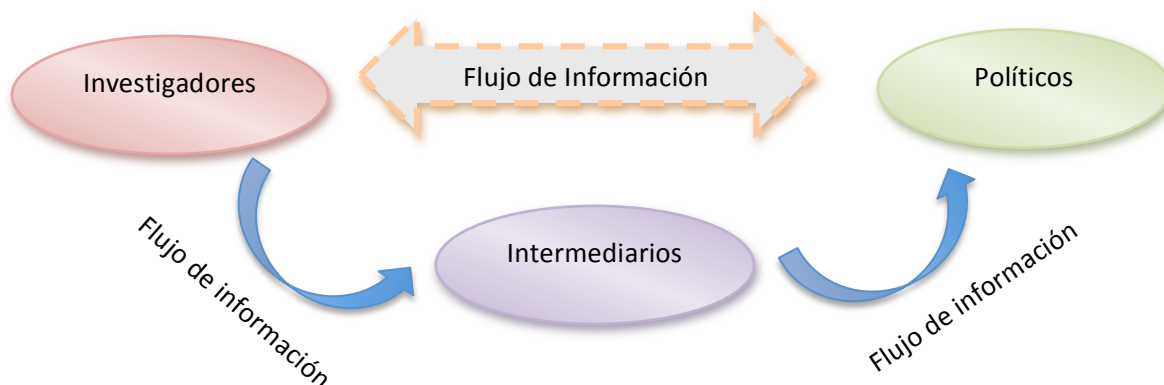 Investigadores
Flujo de Información
Políticos
Intermediarios
Flujo de información
Flujo de información